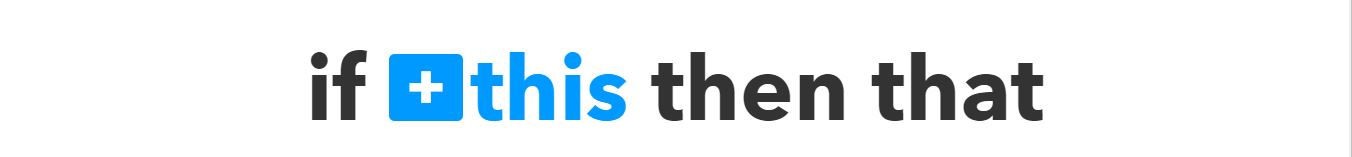 if +this then that